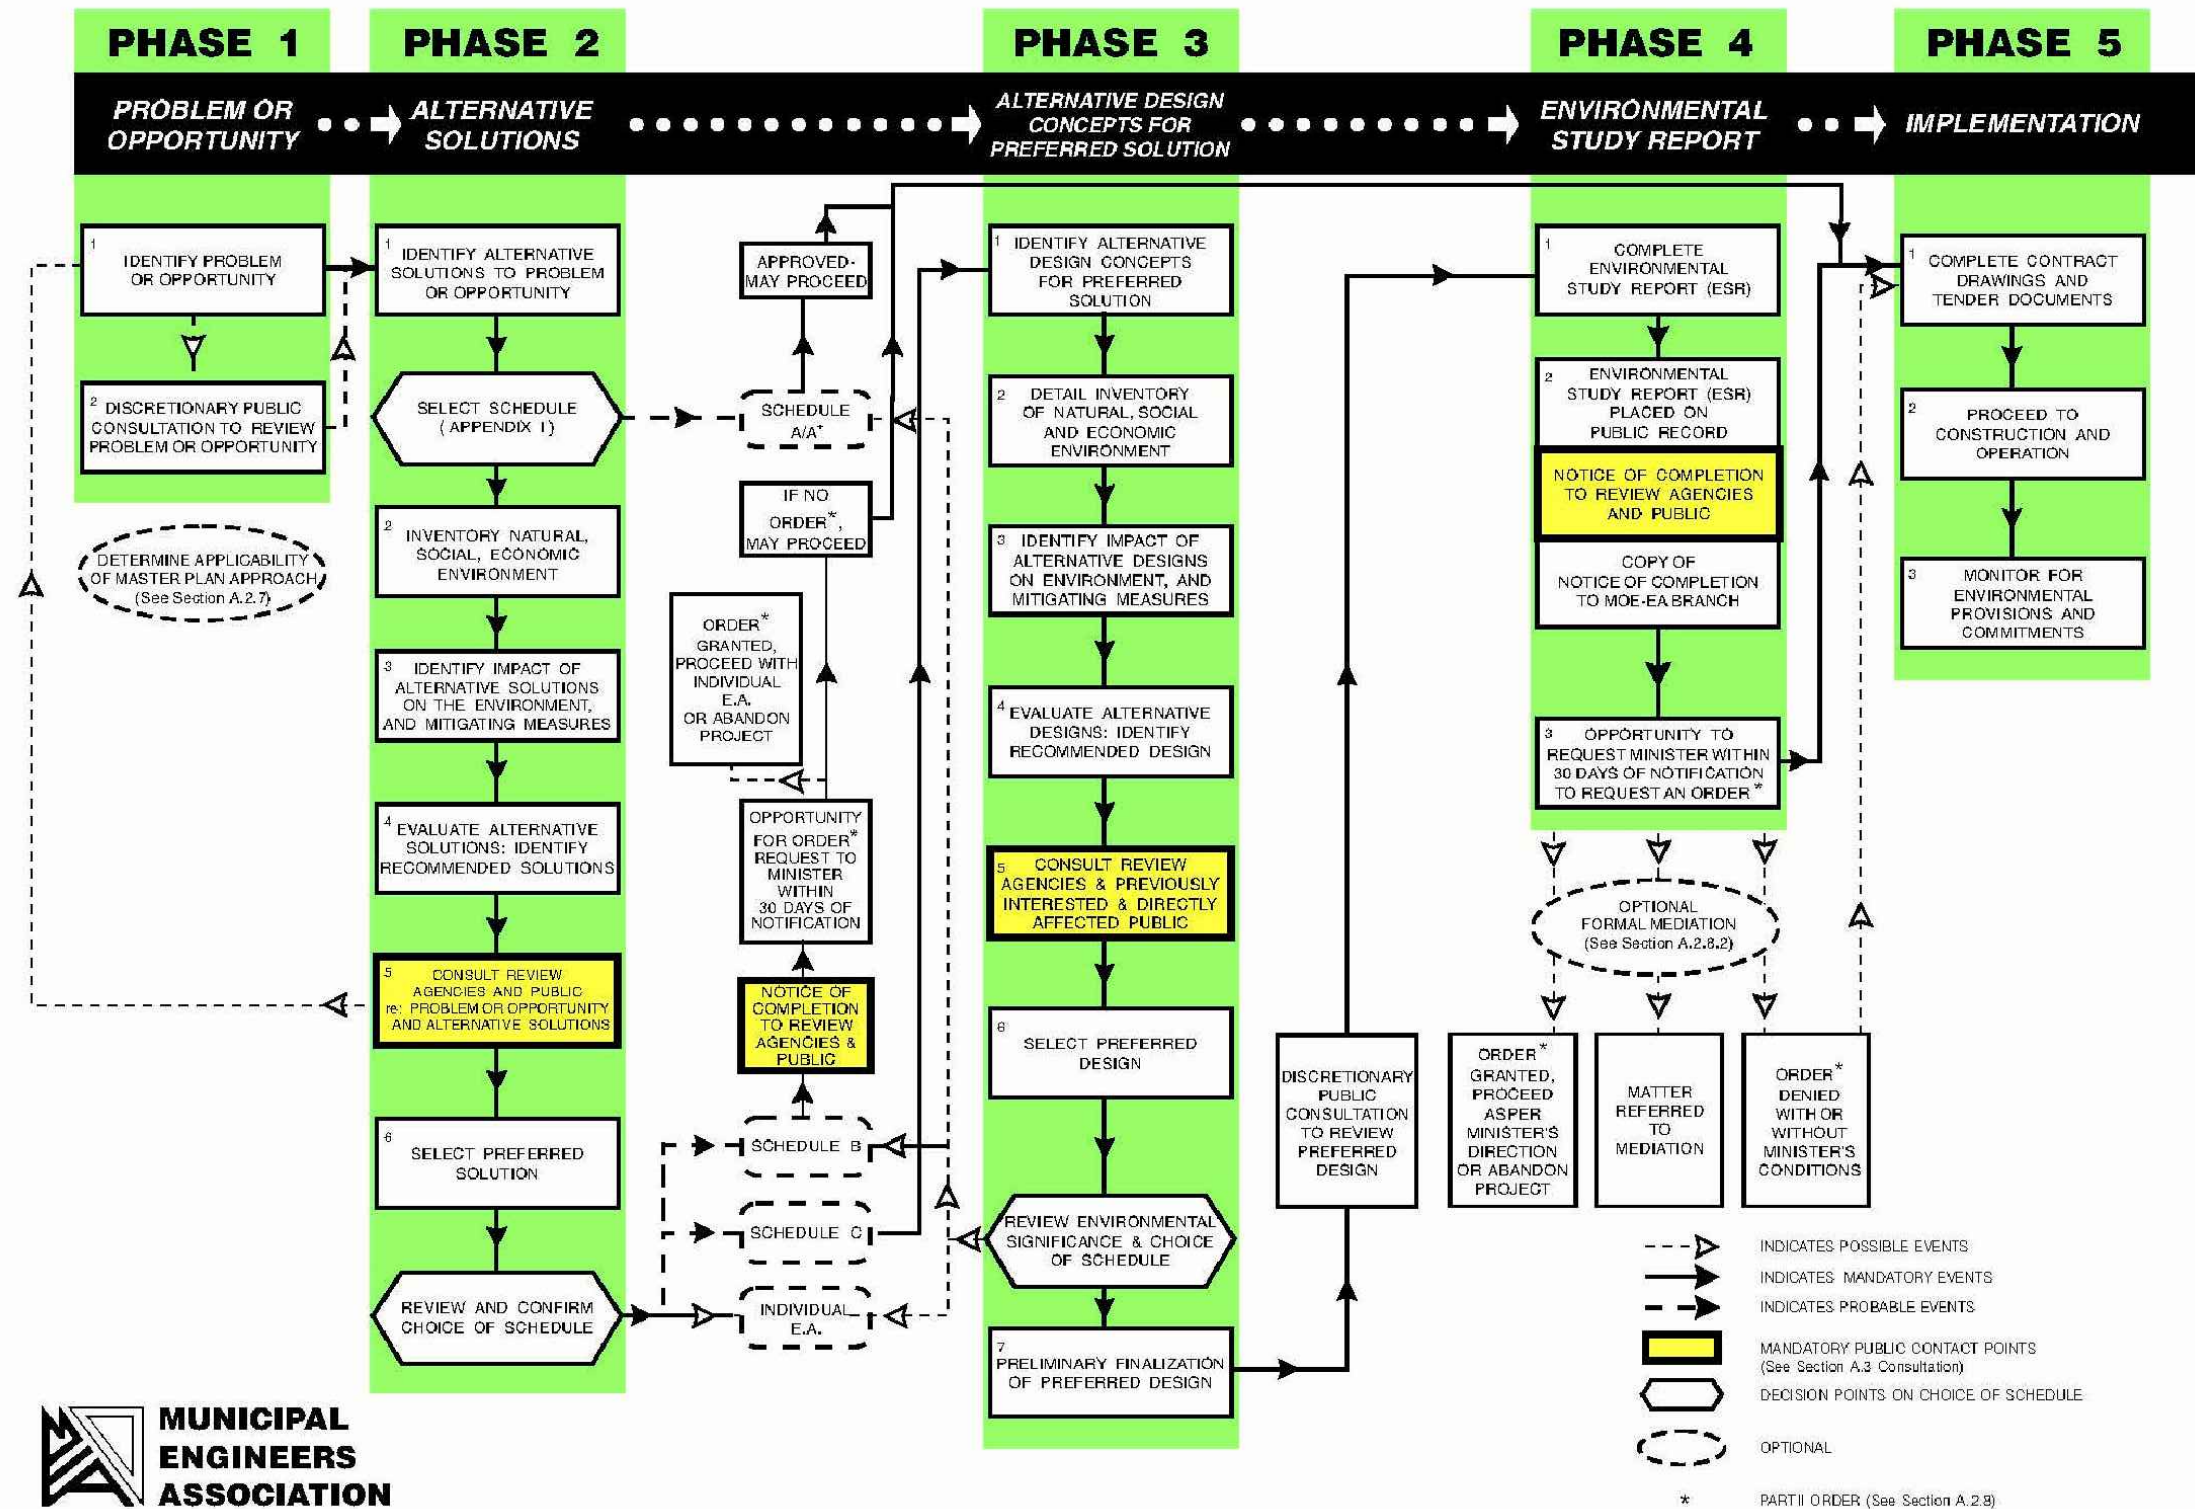 PHASE 1
PHASE 2
PHASE 3
PHASE 4
PHASE 5
PROBLEM OR
OPPORTUNITY
ALTERNATIVE
SOLUTIONS
ALTERNATIVE DESIGN
CONCEPTS FOR
PREFERRED SOLUTION
ENVIRONMENTAL
STUDY REPORT
IMPLEMENTATION
1
IDENTIFY PROBLEM
OR OPPORTUNITY
2 DISCRETIONARY PUBLIC
CONSULTATION TO REVIEW
PROBLEM OR OPPORTUNITY
DETERMINE APPLICABILITY
OF MASTER PLAN APPROACH
(See Section A.2.7)
1
IDENTIFY ALTERNATIVE
SOLUTIONS TO PROBLEM
OR OPPORTUNITY
SELECT SCHEDULE
( APPENDIX I )
2
INVENTORY NATURAL,
SOCIAL, ECONOMIC
ENVIRONMENT
3
IDENTIFY IMPACT OF
ALTERNATIVE SOLUTIONS
ON THE ENVIRONMENT,
AND MITIGATING MEASURES
4
EVALUATE ALTERNATIVE
SOLUTIONS: IDENTIFY
RECOMMENDED SOLUTIONS
5
CONSULT REVIEW
AGENCIES AND PUBLIC
re: PROBLEM OR OPPORTUNITY
AND ALTERNATIVE SOLUTIONS
6
SELECT PREFERRED
SOLUTION
REVIEW AND CONFIRM
CHOICE OF SCHEDULE
APPROVED-
MAY PROCEED
SCHEDULE
A/A+
IF NO
ORDER*,
MAY PROCEED
ORDER*
GRANTED,
PROCEED WITH
INDIVIDUAL
E.A.
OR ABANDON
PROJECT
OPPORTUNITY
FOR ORDER*
REQUEST TO
MINISTER
WITHIN
30 DAYS OF
NOTIFICATION
NOTICE OF
COMPLETION
TO REVIEW
AGENCIES &
PUBLIC
SCHEDULE B
SCHEDULE C
INDIVIDUAL
E.A.
1
IDENTIFY ALTERNATIVE
DESIGN CONCEPTS
FOR PREFERRED
SOLUTION
2
DETAIL INVENTORY
OF NATURAL, SOCIAL
AND ECONOMIC
ENVIRONMENT
3
IDENTIFY IMPACT OF
ALTERNATIVE DESIGNS
ON ENVIRONMENT, AND
MITIGATING MEASURES
4
EVALUATE ALTERNATIVE
DESIGNS: IDENTIFY
RECOMMENDED DESIGN
5
CONSULT REVIEW
AGENCIES & PREVIOUSLY
INTERESTED & DIRECTLY
AFFECTED PUBLIC
6
SELECT PREFERRED
DESIGN
REVIEW ENVIRONMENTAL
SIGNIFICANCE & CHOICE
OF SCHEDULE
7
PRELIMINARY FINALIZATION
OF PREFERRED DESIGN
DISCRETIONARY
PUBLIC
CONSULTATION
TO REVIEW
PREFERRED
DESIGN
1
COMPLETE
ENVIRONMENTAL
STUDY REPORT (ESR)
2
ENVIRONMENTAL
STUDY REPORT (ESR)
PLACED ON
PUBLIC RECORD
NOTICE OF COMPLETION
TO REVIEW AGENCIES
AND PUBLIC
COPY OF
NOTICE OF COMPLETION
TO MOE-EA BRANCH
3
OPPORTUNITY TO
REQUEST MINISTER WITHIN
30 DAYS OF NOTIFICATION
TO REQUEST AN ORDER*
OPTIONAL
FORMAL MEDIATION
(See Section A.2.8.2)
ORDER*
GRANTED,
PROCEED
ASPER
MINISTER'S
DIRECTION
OR ABANDON
PROJECT
MATTER
REFERRED
TO
MEDIATION
ORDER*
DENIED
WITH OR
WITHOUT
MINISTER'S
CONDITIONS
1
COMPLETE CONTRACT
DRAWINGS AND
TENDER DOCUMENTS
2
PROCEED TO
CONSTRUCTION AND
OPERATION
3
MONITOR FOR
ENVIRONMENTAL
PROVISIONS AND
COMMITMENTS
INDICATES POSSIBLE EVENTS
INDICATES MANDATORY EVENTS
INDICATES PROBABLE EVENTS
MANDATORY PUBLIC CONTACT POINTS
(See Section A.3 Consultation)
DECISION POINTS ON CHOICE OF SCHEDULE
OPTIONAL
* PART II ORDER (See Section A.2.8)
MUNICIPAL
ENGINEERS
ASSOCIATION